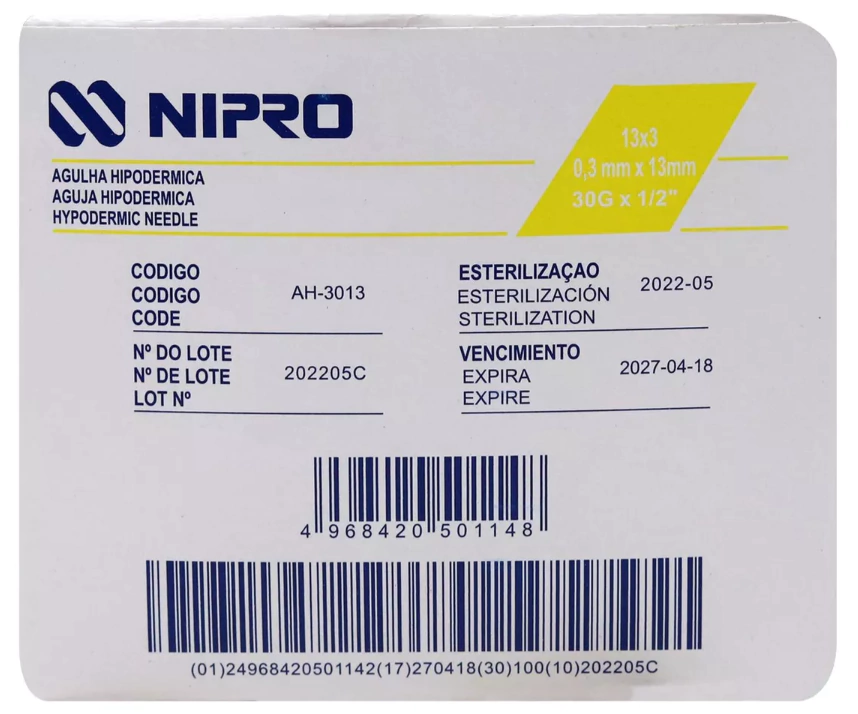 NIPRO
13x3
0,3 mm x 13mm
30G x 1/2"
AGULHA HIPODERMICA
AGUJA HIPODERMICA
HYPODERMIC NEEDLE
CODIGO
CODIGO
CODE
AH-3013
ESTERILIZAÇAO
ESTERILIZACIÓN
STERILIZATION
2022-05
Nº DO LOTE
Nº DE LOTE
LOT Nº
202205C
VENCIMIENTO
EXPIRA
EXPIRE
2027-04-18
4 968420 501148
(01)24968420501142(17)270418(30)100(10)202205C